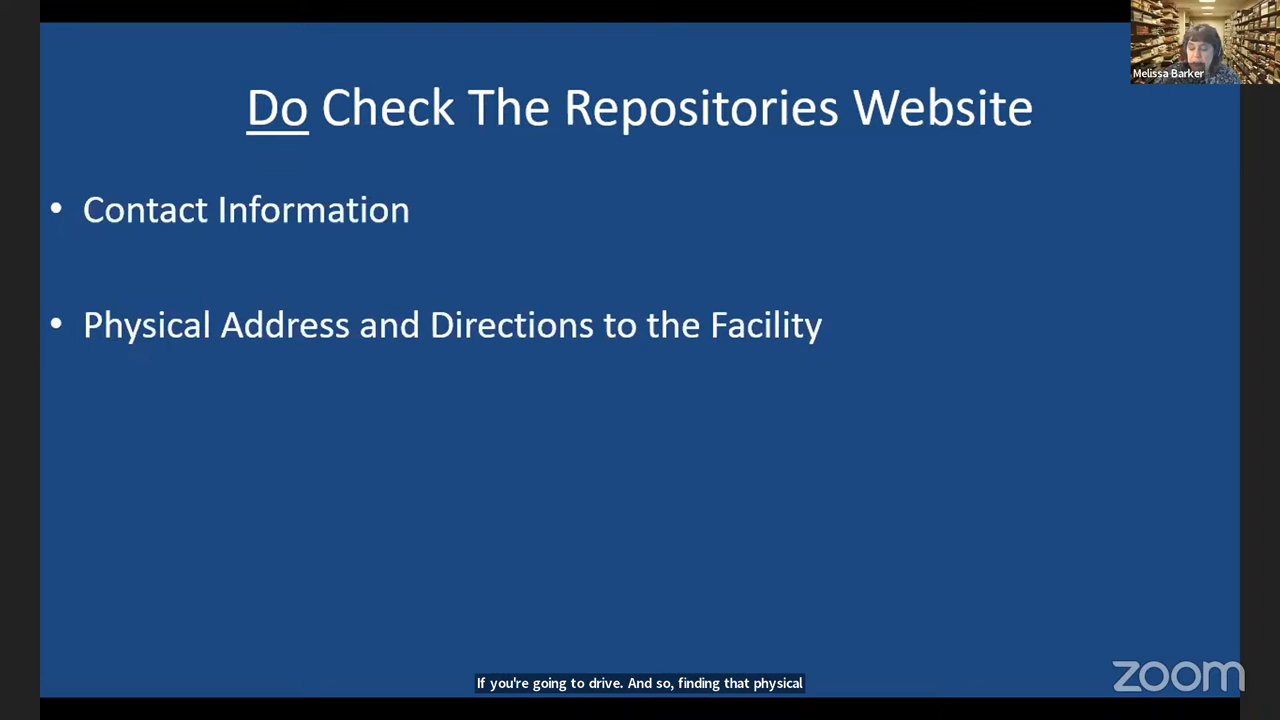 Melissa Barker
Do Check The Repositories Website
• Contact Information
• Physical Address and Directions to the Facility
If you're going to drive. And so, finding that physical
zoom